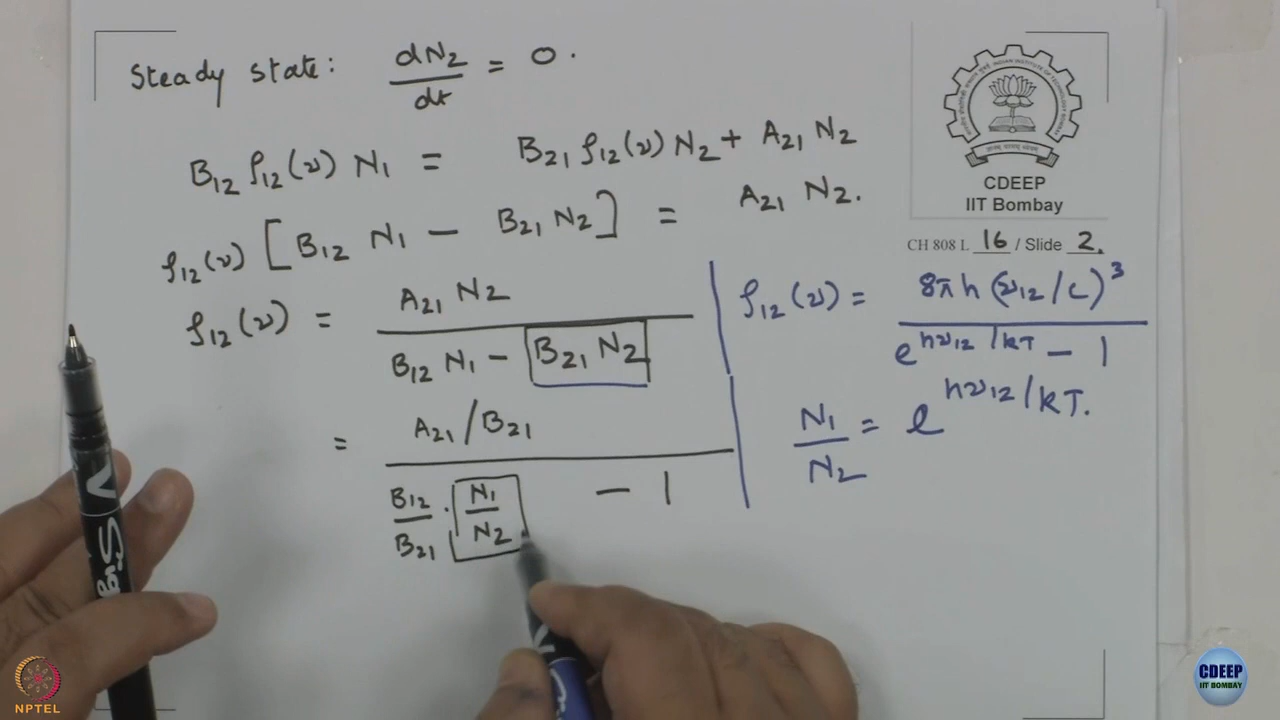 Steady state: dN₂/dt = 0.
B₁₂ ρ₁₂(ν) N₁ = B₂₁ ρ₁₂(ν) N₂ + A₂₁ N₂
ρ₁₂(ν) [B₁₂ N₁ − B₂₁ N₂] = A₂₁ N₂.
ρ₁₂(ν) = A₂₁ N₂ / (B₁₂ N₁ − B₂₁ N₂)
= (A₂₁/B₂₁) / (B₁₂/B₂₁ · N₁/N₂ − 1)
ρ₁₂(ν) = 8πh (ν₁₂/c)³ / (e^(hν₁₂/kT) − 1)
N₁/N₂ = e^(hν₁₂/kT).
CDEEP
IIT Bombay
CH 808 L 16 / Slide 2.
NPTEL
CDEEP
IIT BOMBAY